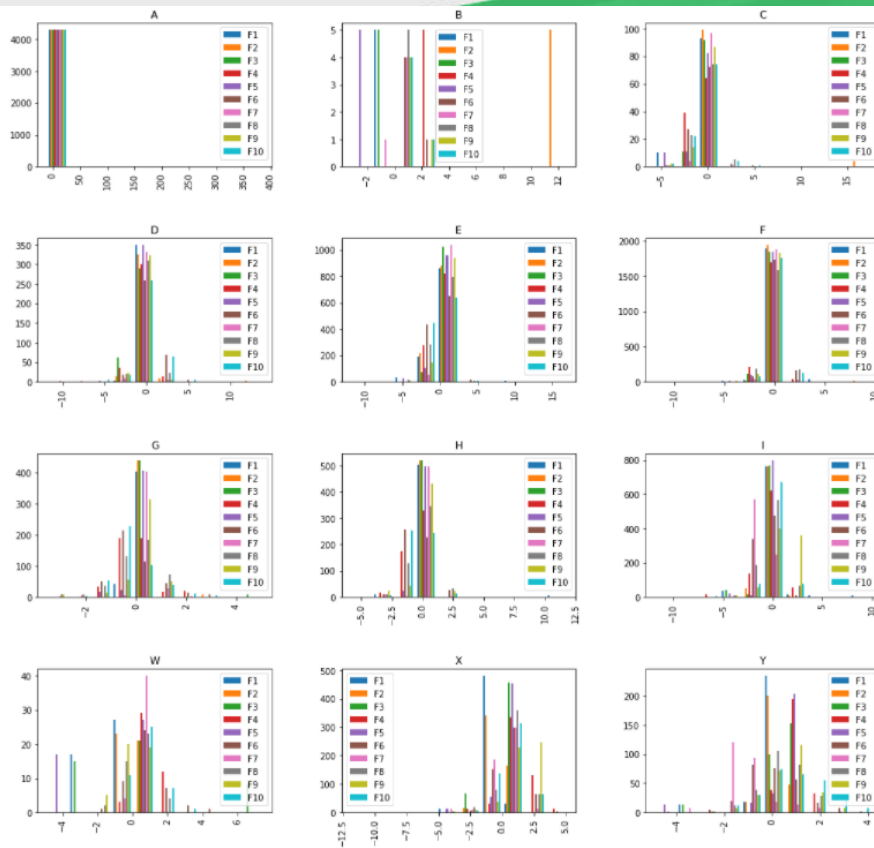 A
4000
3000
2000
1000
0
F1
F2
F3
F4
F5
F6
F7
F8
F9
F10
0 50 100 150 200 250 300 350 400
B
5
4
3
2
1
0
F1
F2
F3
F4
F5
F6
F7
F8
F9
F10
−2 0 2 4 6 8 10 12
C
100
80
60
40
20
0
F1
F2
F3
F4
F5
F6
F7
F8
F9
F10
−5 0 5 10 15
D
350
300
250
200
150
100
50
0
F1
F2
F3
F4
F5
F6
F7
F8
F9
F10
−10 −5 0 5 10
E
1000
800
600
400
200
0
F1
F2
F3
F4
F5
F6
F7
F8
F9
F10
−10 −5 0 5 10 15
F
2000
1500
1000
500
0
F1
F2
F3
F4
F5
F6
F7
F8
F9
F10
−10 −5 0 5 10
G
400
300
200
100
0
F1
F2
F3
F4
F5
F6
F7
F8
F9
F10
−2 0 2 4
H
500
400
300
200
100
0
F1
F2
F3
F4
F5
F6
F7
F8
F9
F10
−5.0 −2.5 0.0 2.5 5.0 7.5 10.0 12.5
I
800
600
400
200
0
F1
F2
F3
F4
F5
F6
F7
F8
F9
F10
−10 −5 0 5 10
W
40
30
20
10
0
F1
F2
F3
F4
F5
F6
F7
F8
F9
F10
−4 −2 0 2 4 6
X
500
400
300
200
100
0
F1
F2
F3
F4
F5
F6
F7
F8
F9
F10
−12.5 −10.0 −7.5 −5.0 −2.5 0.0 2.5 5.0
Y
200
150
100
50
0
F1
F2
F3
F4
F5
F6
F7
F8
F9
F10
−4 −2 0 2 4